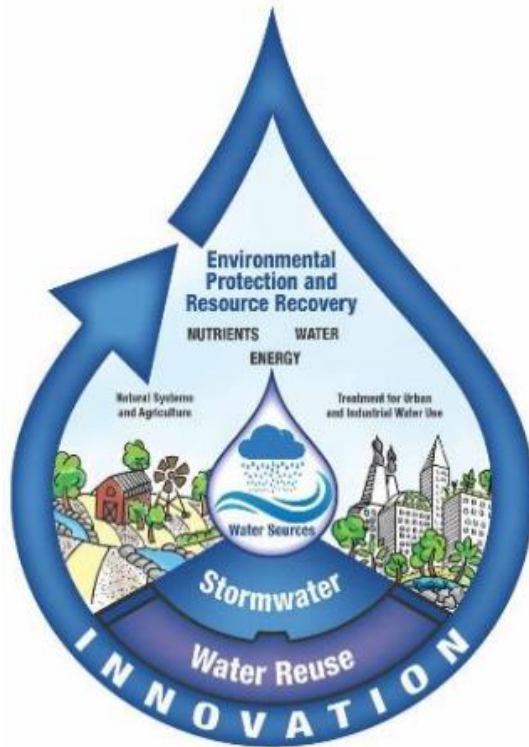 Environmental
Protection and
Resource Recovery
NUTRIENTS WATER
ENERGY
Natural Systems
and Agriculture
Treatment for Urban
and Industrial Water Use
Water Sources
Stormwater
Water Reuse
INNOVATION